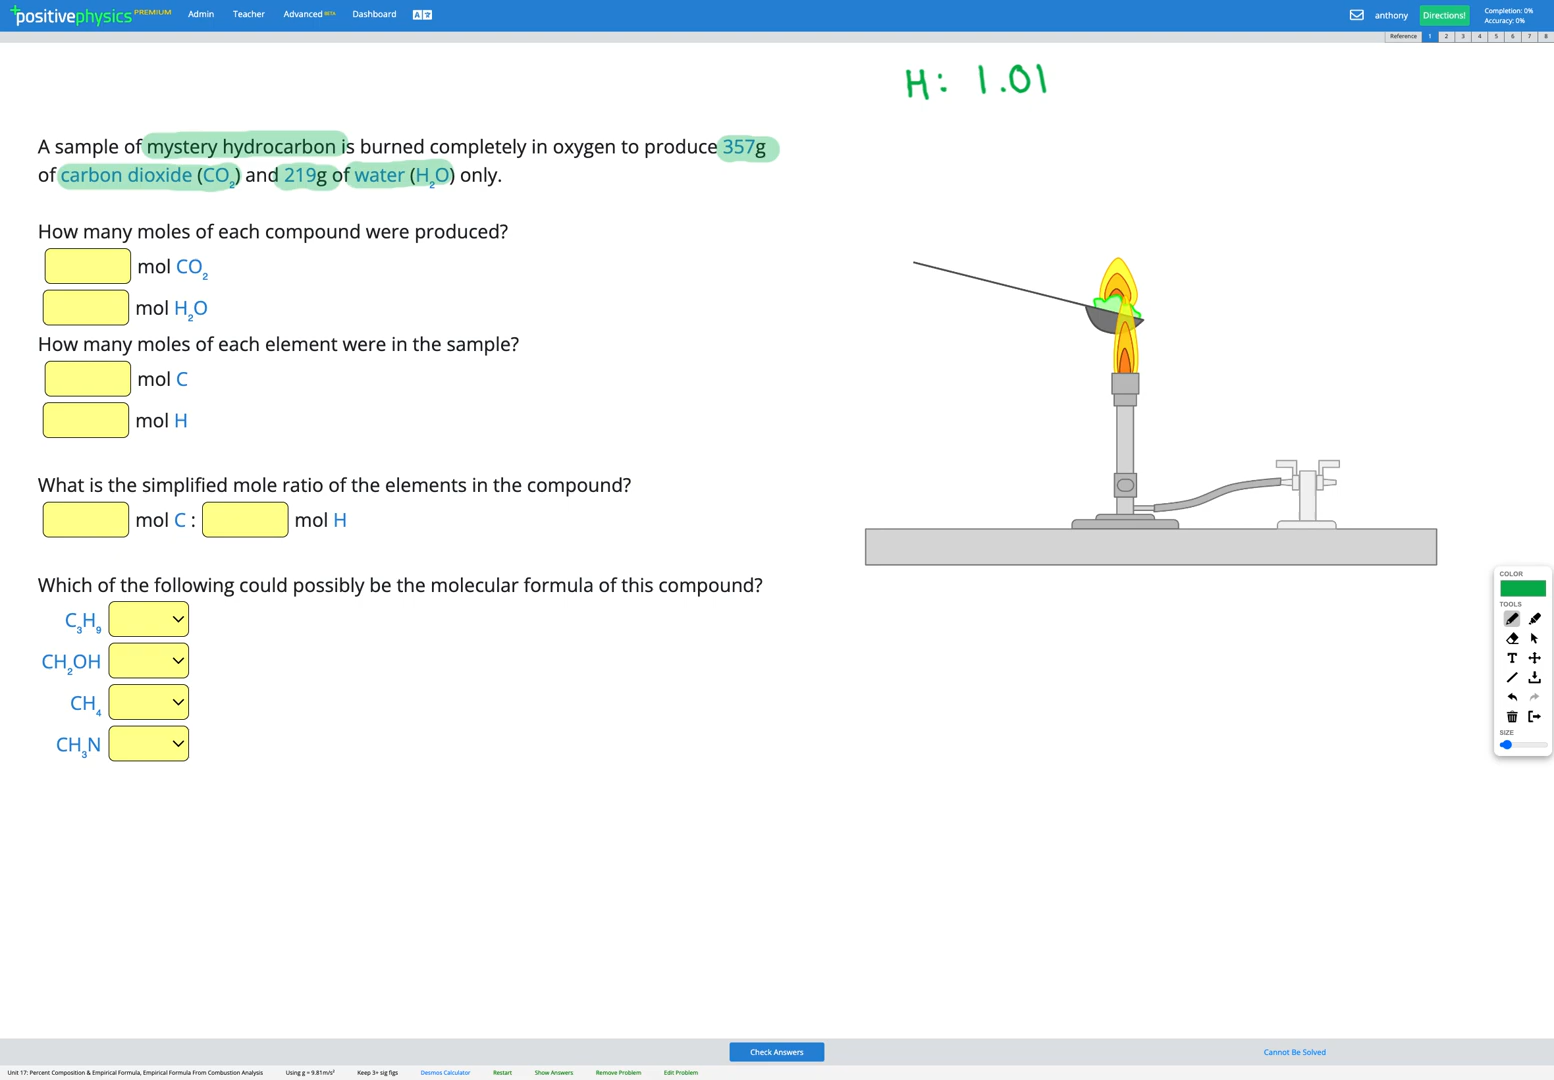 +positivephysics PREMIUM Admin Teacher Advanced BETA Dashboard A anthony Directions! Completion: 0%
Accuracy: 0%
Reference 1 2 3 4 5 6 7 8
H: 1.01
A sample of mystery hydrocarbon is burned completely in oxygen to produce 357g
of carbon dioxide (CO₂) and 219g of water (H₂O) only.
How many moles of each compound were produced?
mol CO₂
mol H₂O
How many moles of each element were in the sample?
mol C
mol H
What is the simplified mole ratio of the elements in the compound?
mol C : mol H
Which of the following could possibly be the molecular formula of this compound?
C₃H₉
CH₂OH
CH₄
CH₃N
COLOR
TOOLS
T
SIZE
Check Answers Cannot Be Solved
Unit 17: Percent Composition & Empirical Formula, Empirical Formula From Combustion Analysis Using g = 9.81m/s² Keep 3+ sig figs Desmos Calculator Restart Show Answers Remove Problem Edit Problem